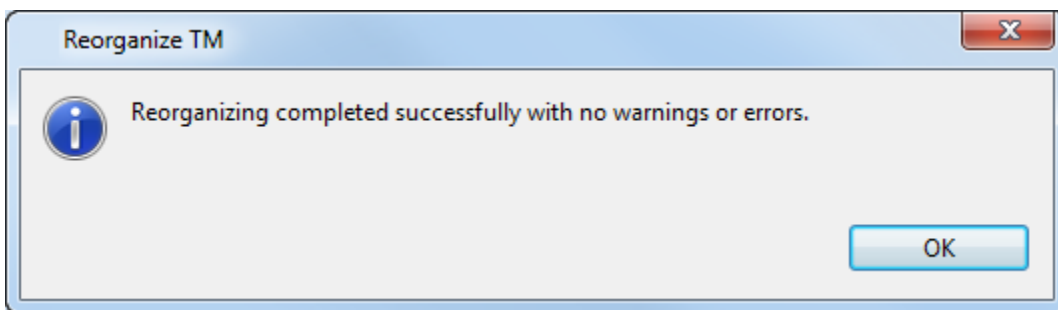 Reorganize TM
Reorganizing completed successfully with no warnings or errors.
OK